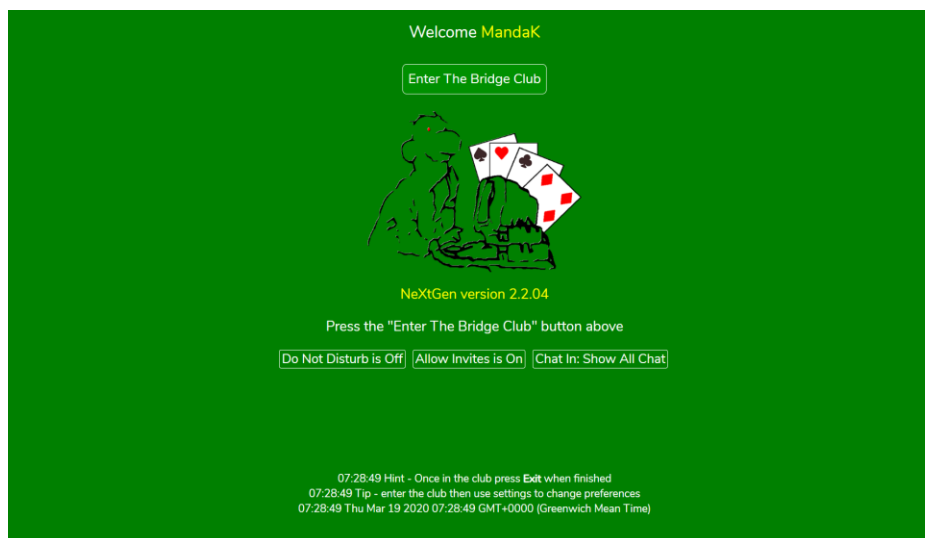 Welcome MandaK
Enter The Bridge Club
NeXtGen version 2.2.04
Press the "Enter The Bridge Club" button above
Do Not Disturb is Off Allow Invites is On Chat In: Show All Chat
07:28:49 Hint - Once in the club press Exit when finished
07:28:49 Tip - enter the club then use settings to change preferences
07:28:49 Thu Mar 19 2020 07:28:49 GMT+0000 (Greenwich Mean Time)